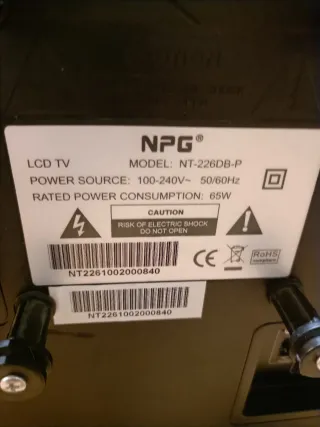 NPG®
LCD TV MODEL: NT-226DB-P
POWER SOURCE: 100-240V~ 50/60Hz
RATED POWER CONSUMPTION: 65W
CAUTION
RISK OF ELECTRIC SHOCK
DO NOT OPEN
NT2261002000840
CE
RoHS
compliant
NT2261002000840